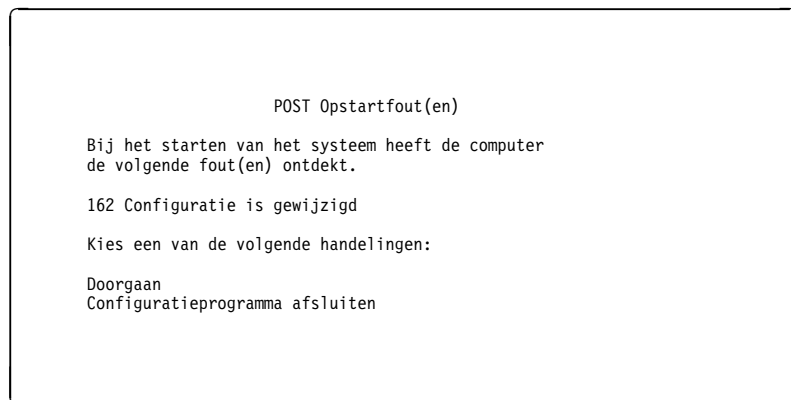 POST Opstartfout(en)
Bij het starten van het systeem heeft de computer
de volgende fout(en) ontdekt.
162 Configuratie is gewijzigd
Kies een van de volgende handelingen:
Doorgaan
Configuratieprogramma afsluiten